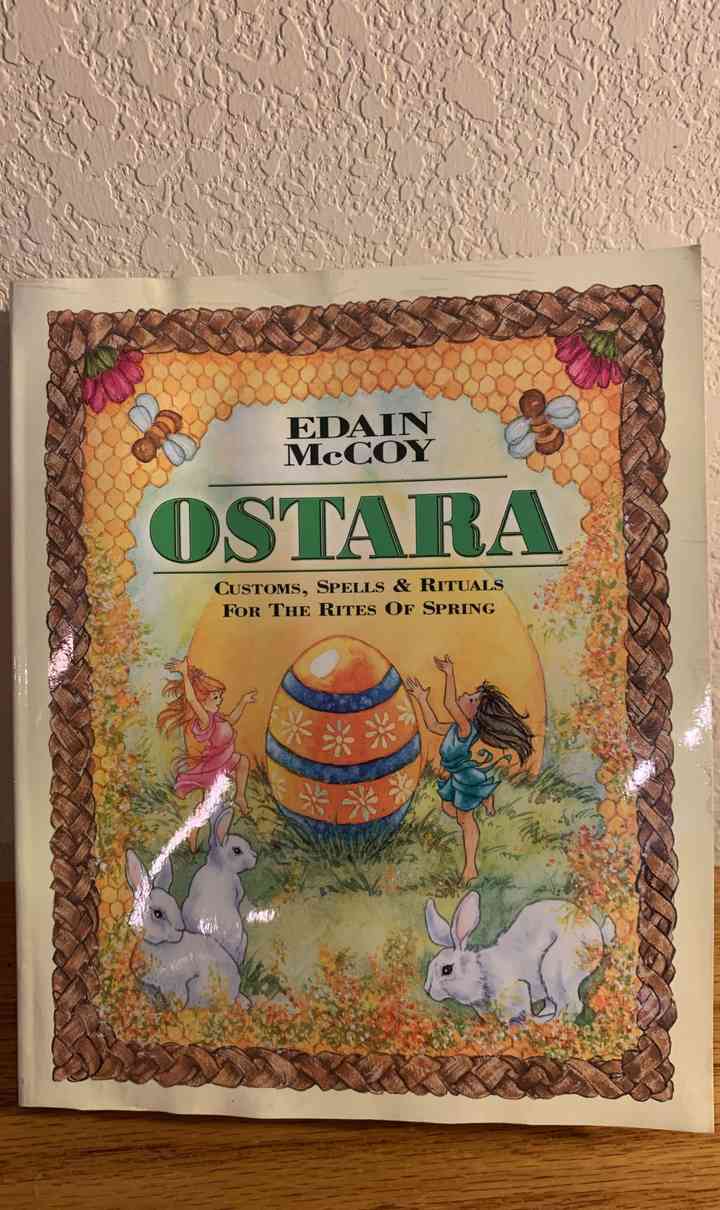 EDAIN
McCOY
OSTARA
CUSTOMS, SPELLS & RITUALS
FOR THE RITES OF SPRING